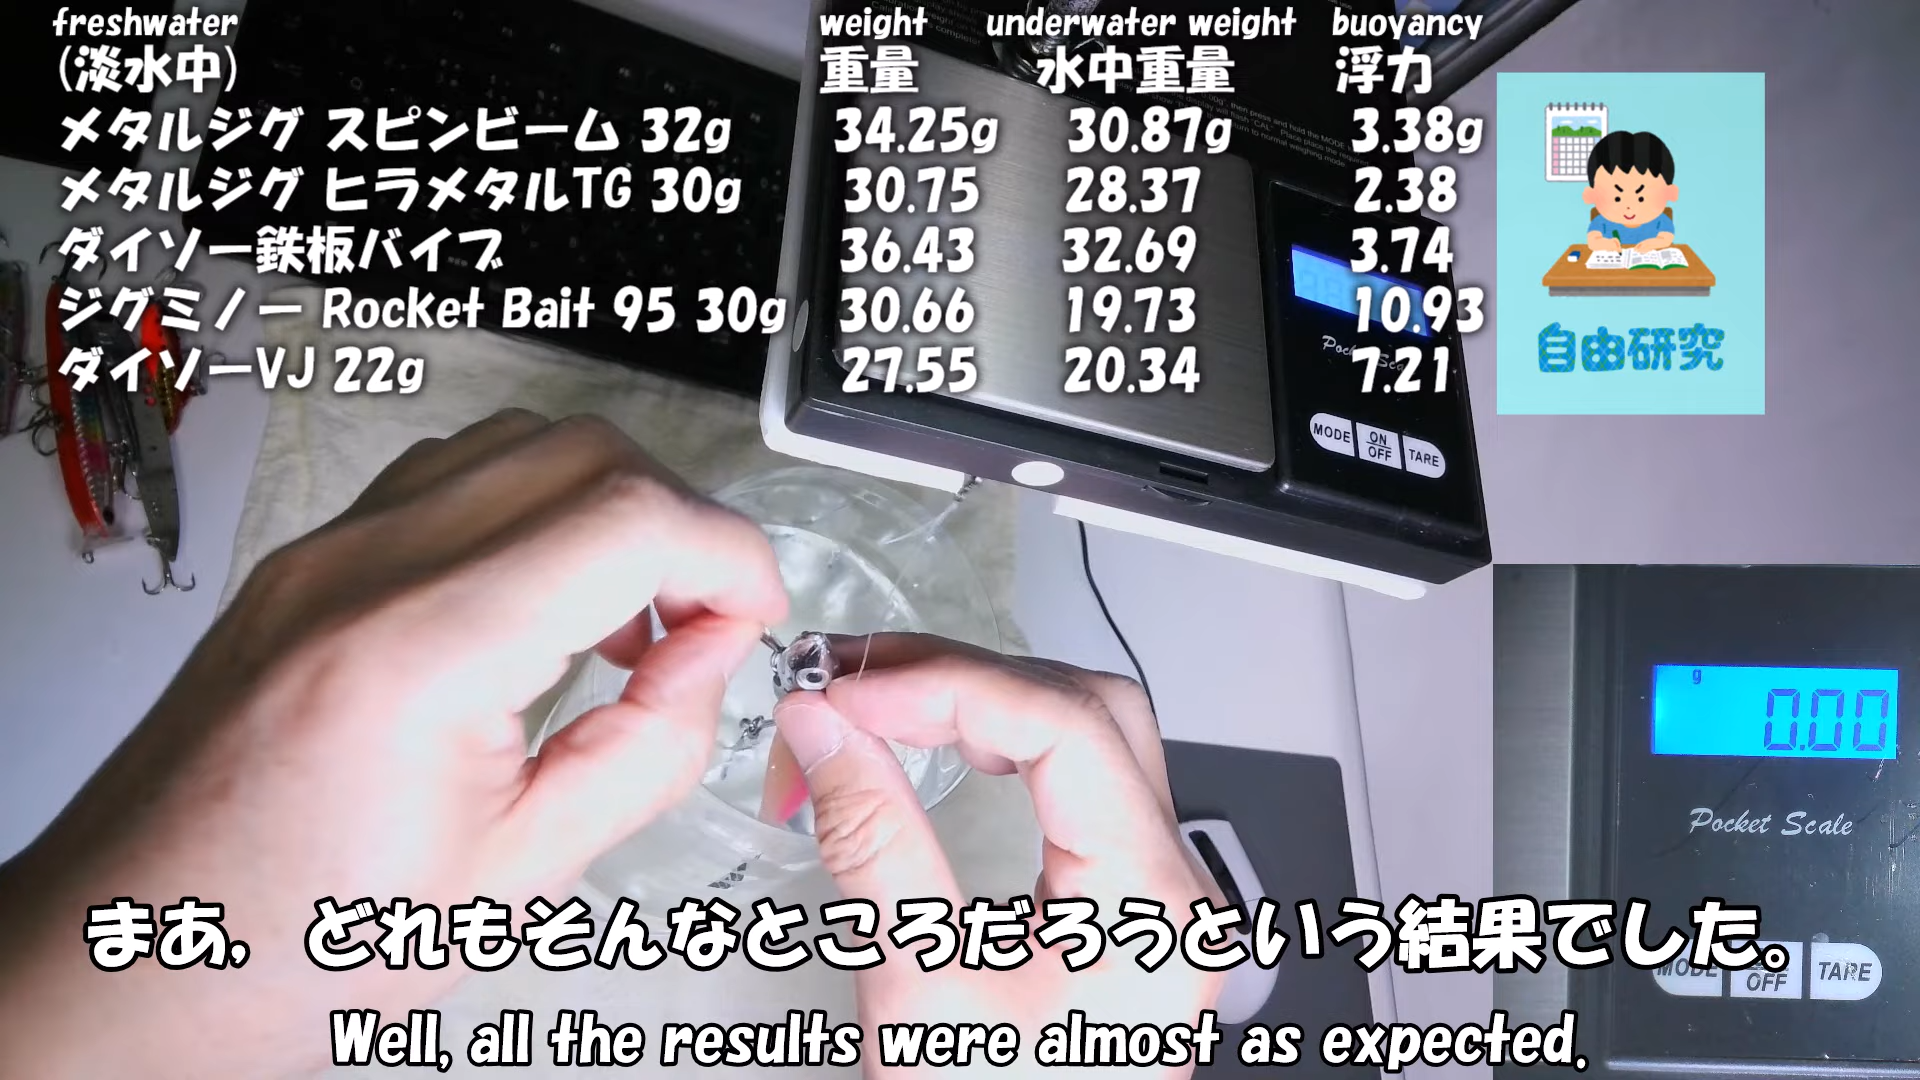 freshwater weight underwater weight buoyancy
(淡水中) 重量 水中重量 浮力
メタルジグ スピンビーム 32g 34.25g 30.87g 3.38g
メタルジグ ヒラメタルTG 30g 30.75 28.37 2.38
ダイソー鉄板バイブ 36.43 32.69 3.74
ジグミノー Rocket Bait 95 30g 30.66 19.73 10.93
ダイソーVJ 22g 27.55 20.34 7.21
自由研究
MODE ON OFF TARE
g
0.00
Pocket Scale
MODE OFF TARE
まあ，どれもそんなところだろうという結果でした。
Well, all the results were almost as expected.